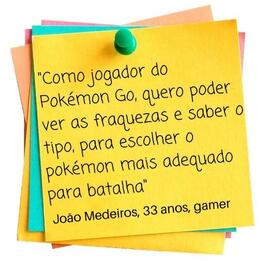 "Como jogador do
Pokémon Go, quero poder
ver as fraquezas e saber o
tipo, para escolher o
pokémon mais adequado
para batalha"
João Medeiros, 33 anos, gamer